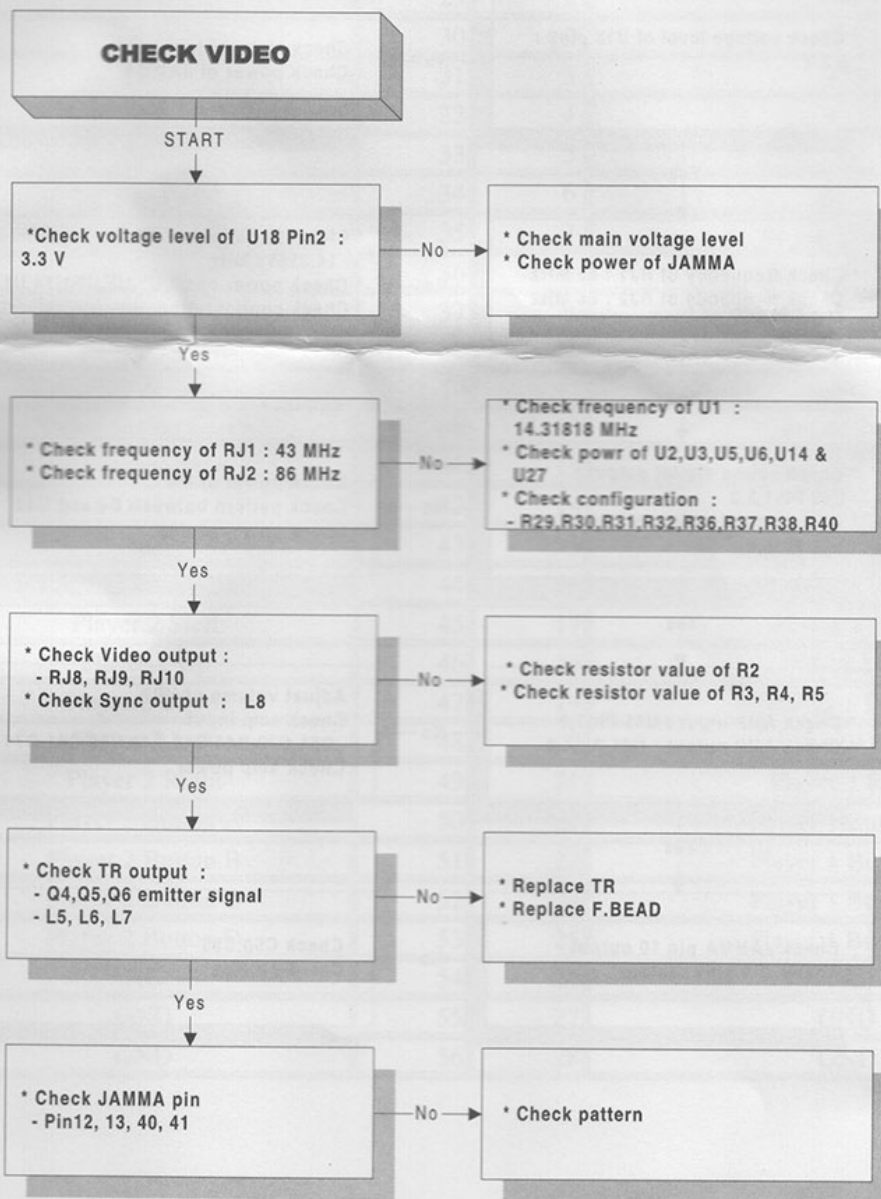 CHECK VIDEO
START
*Check voltage level of U18 Pin2 :
3.3 V
No
* Check main voltage level
* Check power of JAMMA
Yes
* Check frequency of RJ1 : 43 MHz
* Check frequency of RJ2 : 86 MHz
No
* Check frequency of U1 :
14.31818 MHz
* Check powr of U2,U3,U5,U6,U14 &
U27
* Check configuration :
- R29,R30,R31,R32,R36,R37,R38,R40
Yes
* Check Video output :
- RJ8, RJ9, RJ10
* Check Sync output : L8
No
* Check resistor value of R2
* Check resistor value of R3, R4, R5
Yes
* Check TR output :
- Q4,Q5,Q6 emitter signal
- L5, L6, L7
No
* Replace TR
* Replace F.BEAD
Yes
* Check JAMMA pin
- Pin12, 13, 40, 41
No
* Check pattern